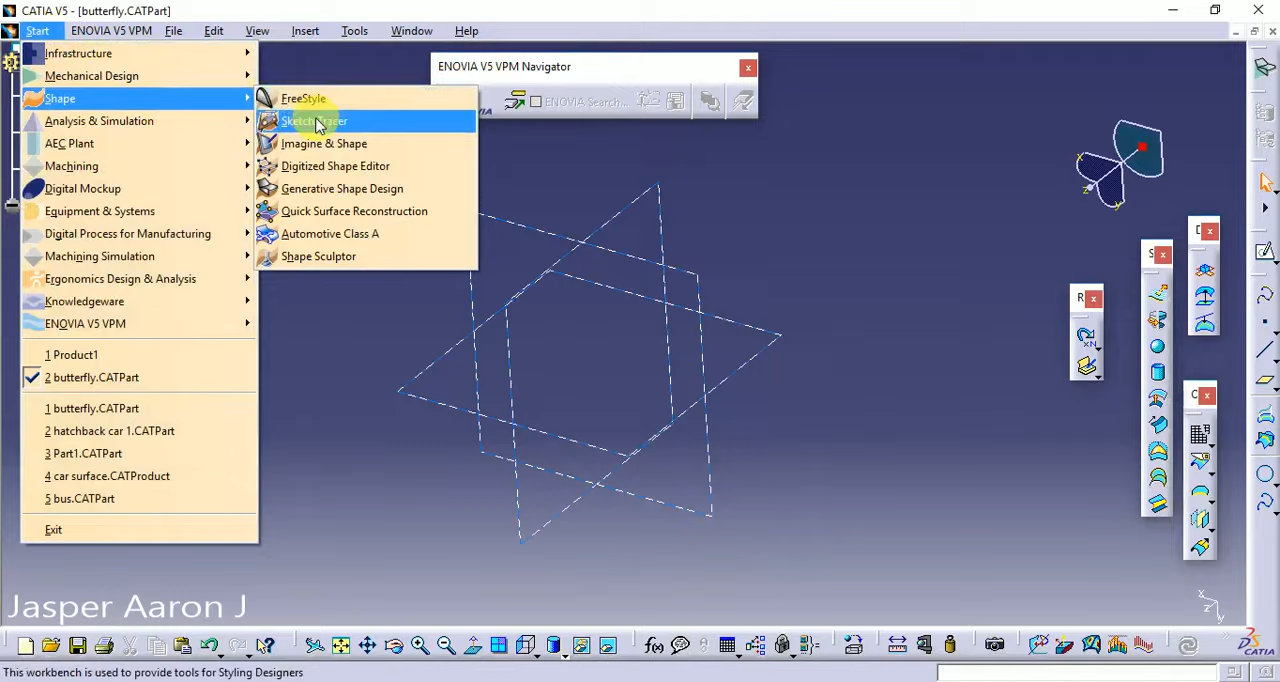 CATIA V5 - [butterfly.CATPart]
Start ENOVIA V5 VPM File Edit View Insert Tools Window Help
Infrastructure
Mechanical Design
Shape
Analysis & Simulation
AEC Plant
Machining
Digital Mockup
Equipment & Systems
Digital Process for Manufacturing
Machining Simulation
Ergonomics Design & Analysis
Knowledgeware
ENOVIA V5 VPM
1 Product1
2 butterfly.CATPart
1 butterfly.CATPart
2 hatchback car 1.CATPart
3 Part1.CATPart
4 car surface.CATProduct
5 bus.CATPart
Exit
FreeStyle
Sketch Tracer
Imagine & Shape
Digitized Shape Editor
Generative Shape Design
Quick Surface Reconstruction
Automotive Class A
Shape Sculptor
ENOVIA V5 VPM Navigator
ENOVIA Search...
x
y
z
R
S
C
x
z
y
Jasper Aaron J
CATIA
This workbench is used to provide tools for Styling Designers